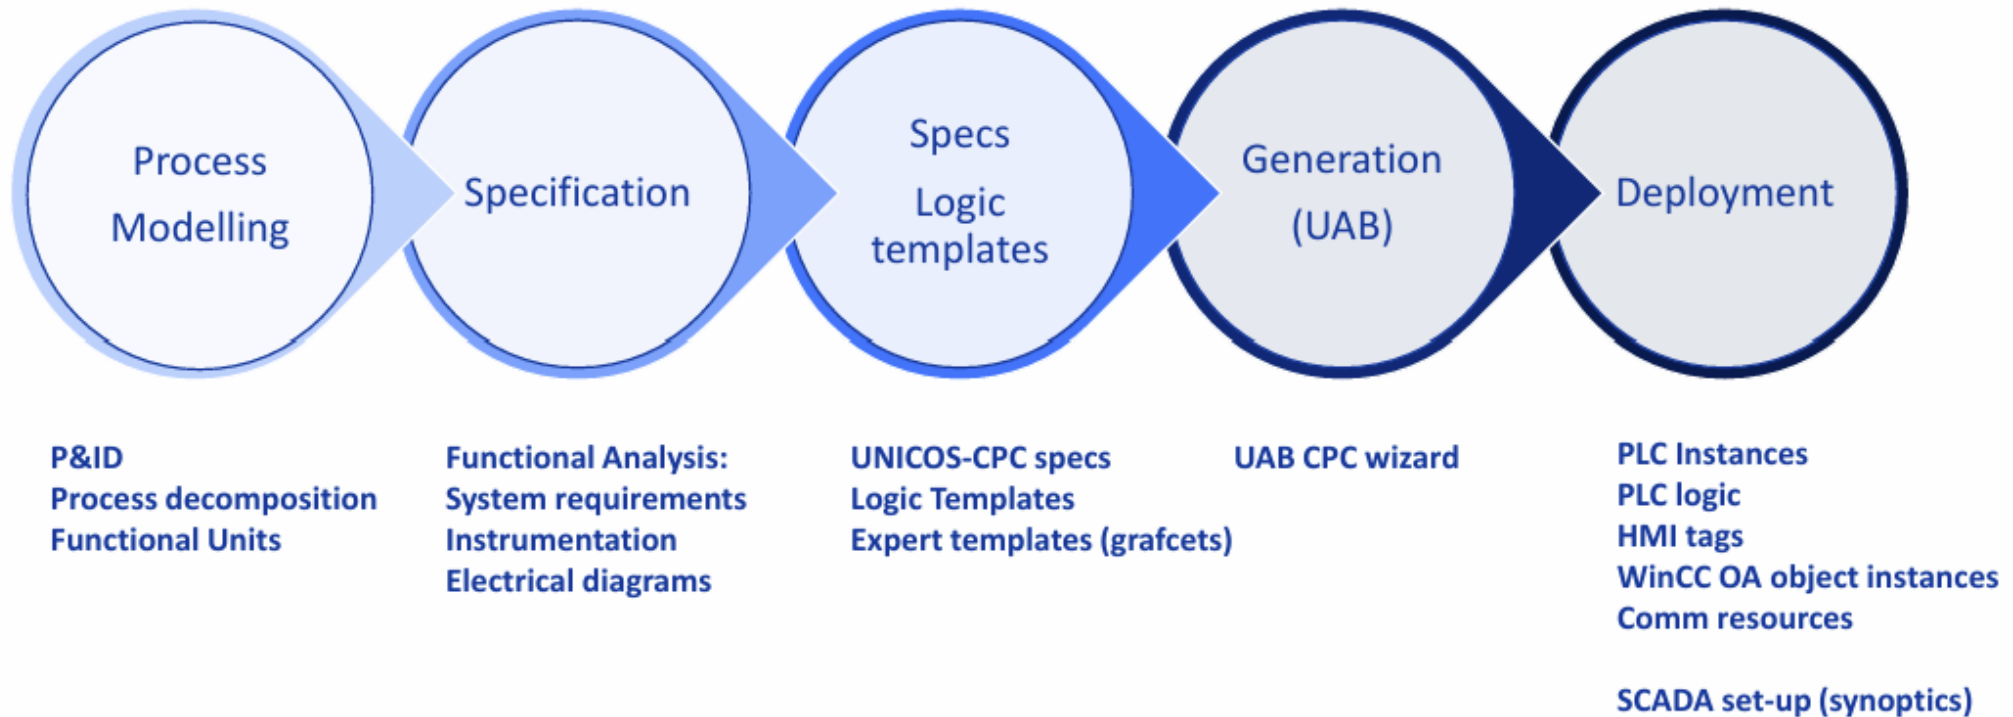 Process
Modelling
Specification
Specs
Logic
templates
Generation
(UAB)
Deployment
P&ID
Process decomposition
Functional Units
Functional Analysis:
System requirements
Instrumentation
Electrical diagrams
UNICOS-CPC specs
Logic Templates
Expert templates (grafcets)
UAB CPC wizard
PLC Instances
PLC logic
HMI tags
WinCC OA object instances
Comm resources
SCADA set-up (synoptics)